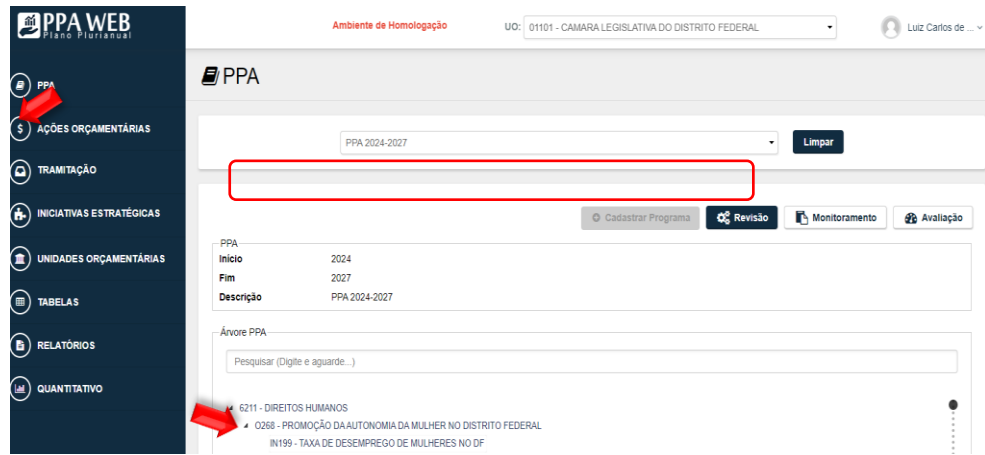 PPA WEB
Plano Plurianual
Ambiente de Homologação
UO: 01101 - CAMARA LEGISLATIVA DO DISTRITO FEDERAL
Luiz Carlos de ...
PPA
AÇÕES ORÇAMENTÁRIAS
TRAMITAÇÃO
INICIATIVAS ESTRATÉGICAS
UNIDADES ORÇAMENTÁRIAS
TABELAS
RELATÓRIOS
QUANTITATIVO
PPA
PPA 2024-2027
Limpar
Cadastrar Programa
Revisão
Monitoramento
Avaliação
PPA
Início 2024
Fim 2027
Descrição PPA 2024-2027
Árvore PPA
Pesquisar (Digite e aguarde...)
6211 - DIREITOS HUMANOS
O268 - PROMOÇÃO DA AUTONOMIA DA MULHER NO DISTRITO FEDERAL
IN199 - TAXA DE DESEMPREGO DE MULHERES NO DF